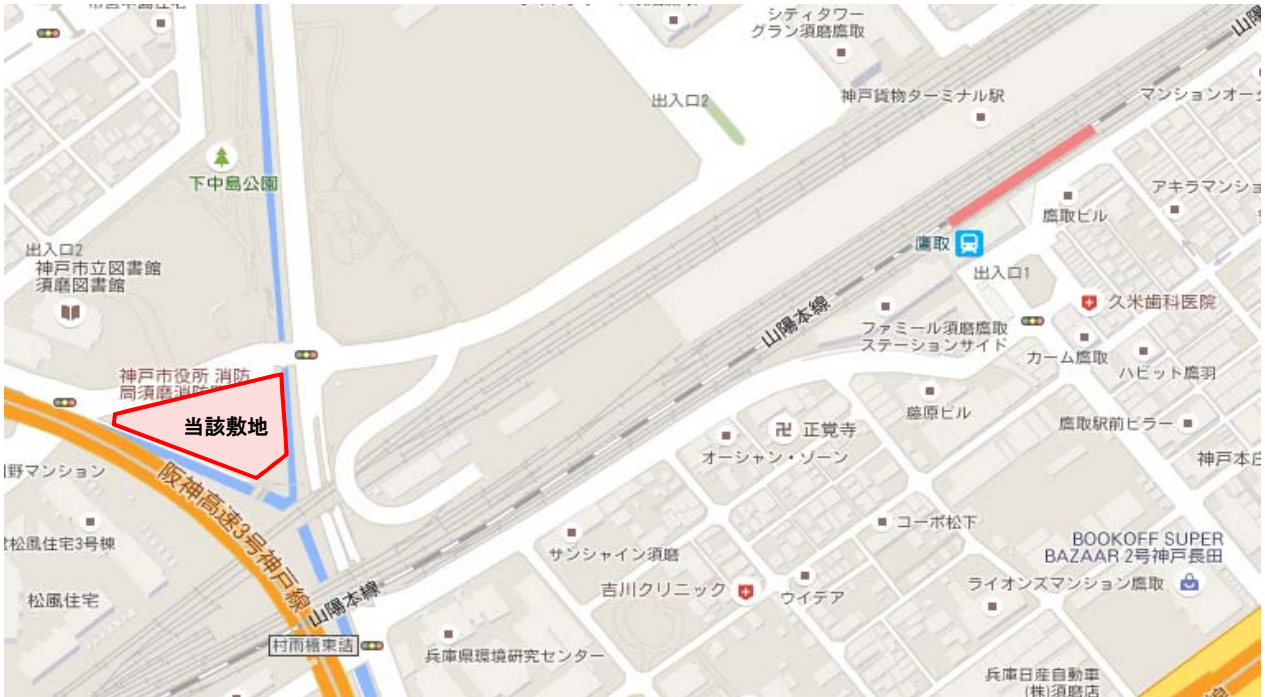 市営中島住宅
シティタワー
グラン須磨鷹取
山陽
出入口2
神戸貨物ターミナル駅
マンションオーク
下中島公園
アキラマンショ
鷹取ビル
出入口2
神戸市立図書館
須磨図書館
鷹取
出入口1
久米歯科医院
山陽本線
ファミール須磨鷹取
ステーションサイド
カーム鷹取
ハビット鷹羽
神戸市役所 消防
局須磨消防
当該敷地
藤原ビル
鷹取駅前ビラー
正覚寺
オーシャン・ゾーン
神戸本庄
野マンション
阪神高速3号神戸線
コーポ松下
松風住宅3号棟
サンシャイン須磨
BOOKOFF SUPER
BAZAAR 2号神戸長田
吉川クリニック
ウイデア
ライオンズマンション鷹取
松風住宅
山陽本線
村雨橋東詰
兵庫県環境研究センター
兵庫日産自動車
(株)須磨店